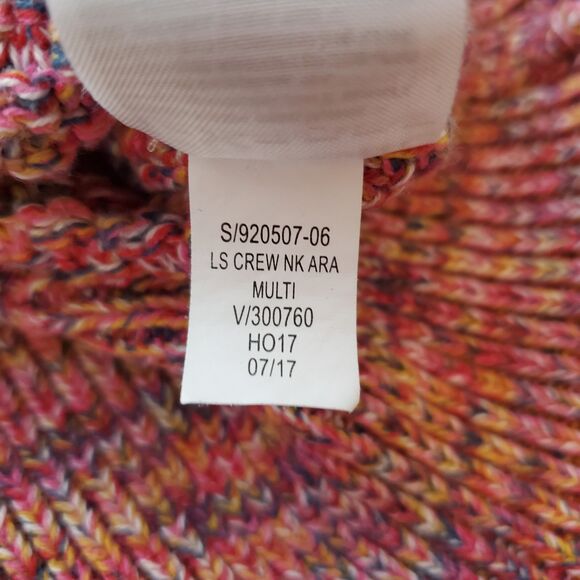 S/920507-06
LS CREW NK ARA
MULTI
V/300760
HO17
07/17